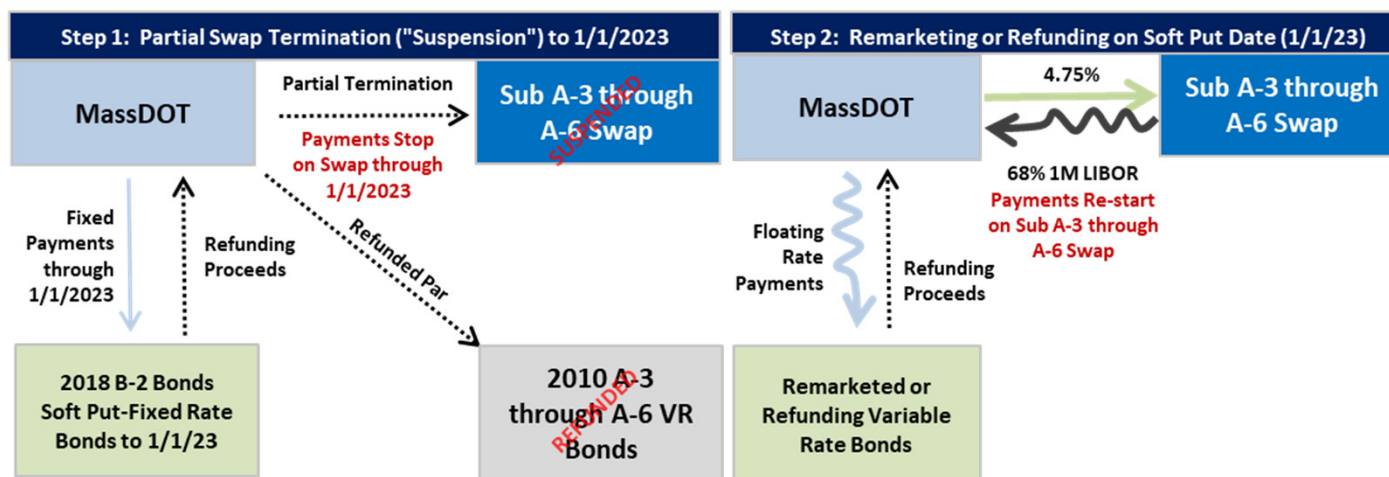 Step 1:  Partial Swap Termination ("Suspension") to 1/1/2023
MassDOT
Partial Termination
Payments Stop
on Swap through
1/1/2023
Sub A-3 through
A-6 Swap
SUSPENDED
Fixed
Payments
through
1/1/2023
Refunding
Proceeds
Refunded Par
2018 B-2 Bonds
Soft Put-Fixed Rate
Bonds to 1/1/23
2010 A-3
through A-6 VR
Bonds
REFUNDED
Step 2:  Remarketing or Refunding on Soft Put Date (1/1/23)
MassDOT
4.75%
68% 1M LIBOR
Payments Re-start
on Sub A-3 through
A-6 Swap
Sub A-3 through
A-6 Swap
Floating
Rate
Payments
Refunding
Proceeds
Remarketed or
Refunding Variable
Rate Bonds